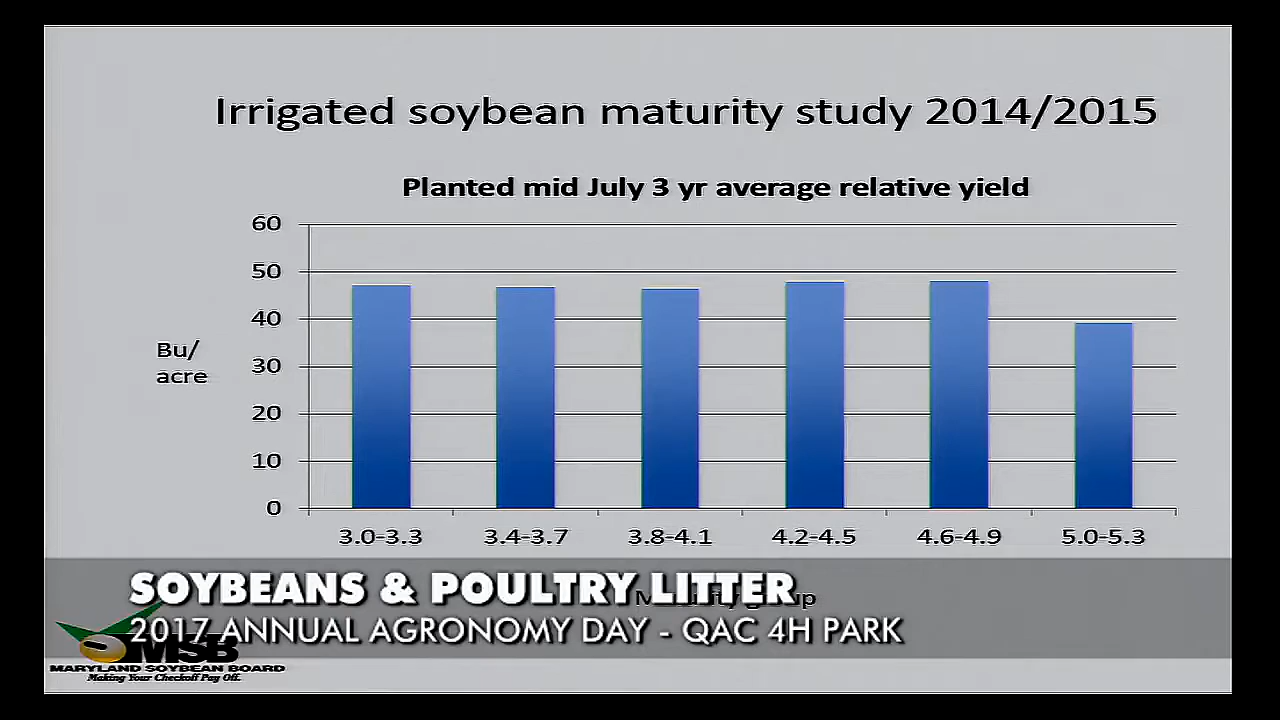 Irrigated soybean maturity study 2014/2015
Planted mid July 3 yr average relative yield
60
50
40
30
20
10
0
Bu/
acre
3.0-3.3 3.4-3.7 3.8-4.1 4.2-4.5 4.6-4.9 5.0-5.3
SOYBEANS & POULTRY LITTER
2017 ANNUAL AGRONOMY DAY - QAC 4H PARK
MSB
MARYLAND SOYBEAN BOARD
Making Your Checkoff Pay Off.